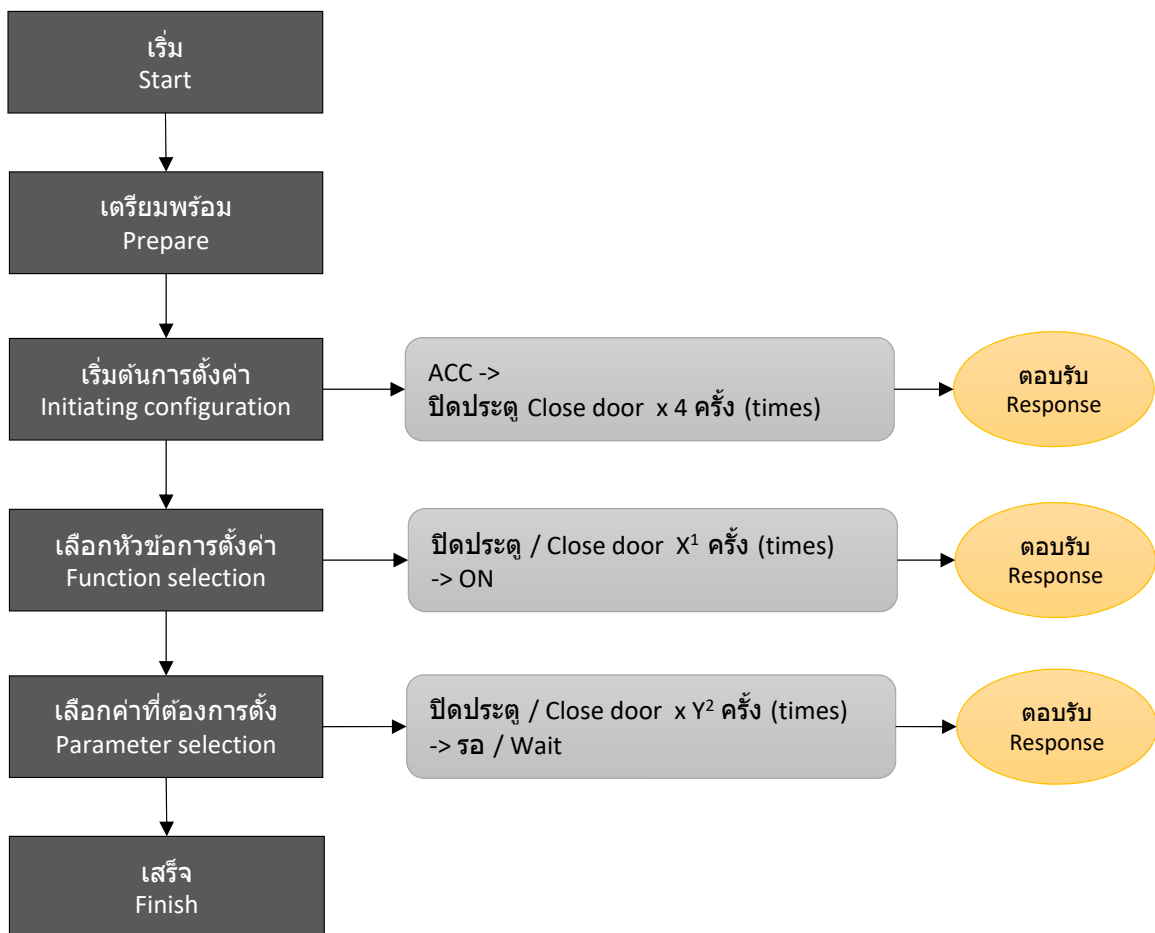 เริ่ม
Start
เตรียมพร้อม
Prepare
เริ่มต้นการตั้งค่า
Initiating configuration
ACC ->
ปิดประตู Close door x 4 ครั้ง (times)
ตอบรับ
Response
เลือกหัวข้อการตั้งค่า
Function selection
ปิดประตู / Close door X¹ ครั้ง (times)
-> ON
ตอบรับ
Response
เลือกค่าที่ต้องการตั้ง
Parameter selection
ปิดประตู / Close door x Y² ครั้ง (times)
-> รอ / Wait
ตอบรับ
Response
เสร็จ
Finish